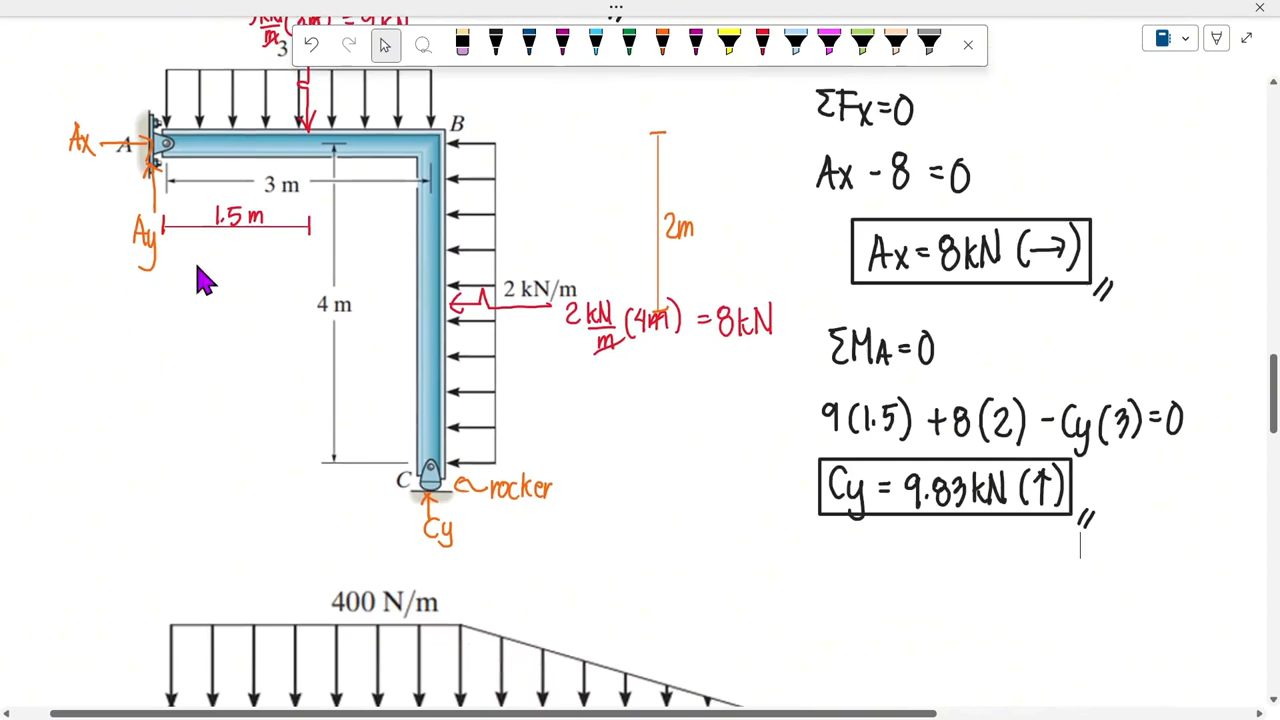 3
A
Ax
Ay
B
3 m
1.5 m
4 m
2 kN/m
2 kN/m (4m) = 8kN
2m
C
rocker
Cy
ΣFx=0
Ax - 8 = 0
Ax = 8kN (→)
ΣMA=0
9(1.5) + 8(2) - Cy(3) = 0
Cy = 9.83kN (↑)
400 N/m